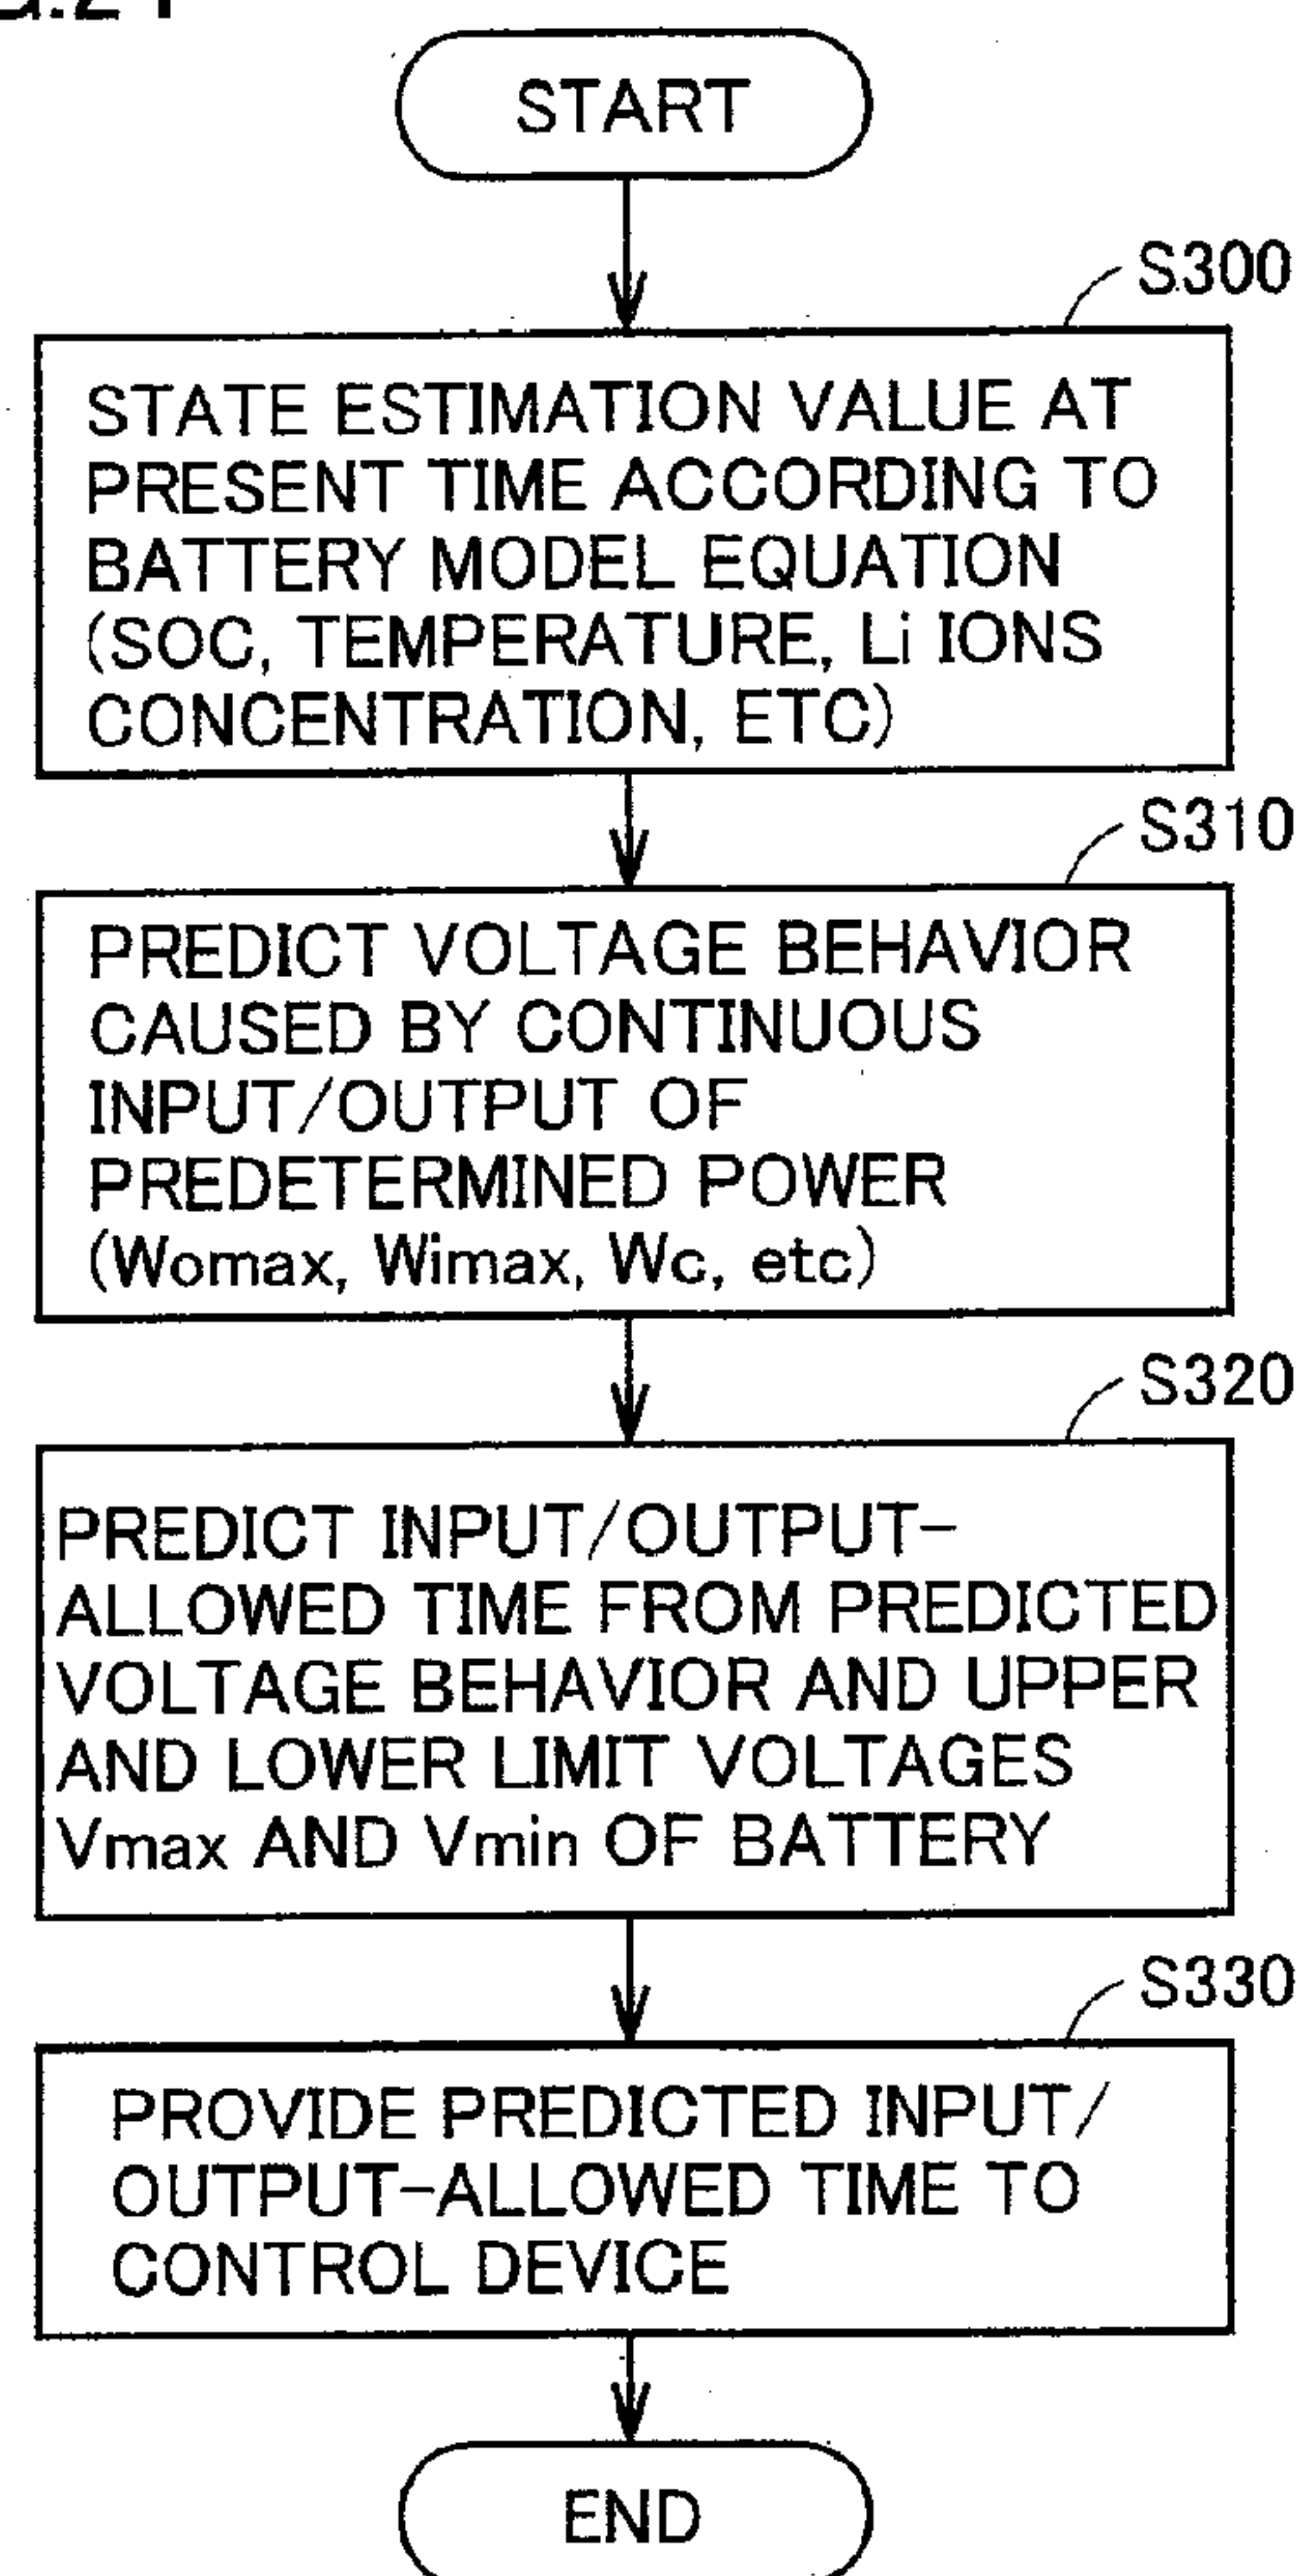 START
S300
STATE ESTIMATION VALUE AT
PRESENT TIME ACCORDING TO
BATTERY MODEL EQUATION
(SOC, TEMPERATURE, Li IONS
CONCENTRATION, ETC)
S310
PREDICT VOLTAGE BEHAVIOR
CAUSED BY CONTINUOUS
INPUT/OUTPUT OF
PREDETERMINED POWER
(Womax, Wimax, Wc, etc)
S320
PREDICT INPUT/OUTPUT-
ALLOWED TIME FROM PREDICTED
VOLTAGE BEHAVIOR AND UPPER
AND LOWER LIMIT VOLTAGES
Vmax AND Vmin OF BATTERY
S330
PROVIDE PREDICTED INPUT/
OUTPUT-ALLOWED TIME TO
CONTROL DEVICE
END